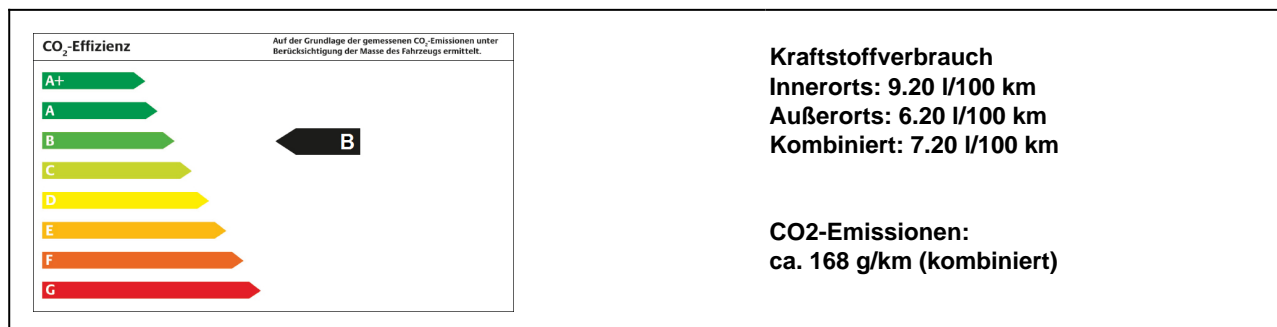 CO₂-Effizienz
Auf der Grundlage der gemessenen CO₂-Emissionen unter
Berücksichtigung der Masse des Fahrzeugs ermittelt.
A+
A
B
B
C
D
E
F
G
Kraftstoffverbrauch
Innerorts: 9.20 l/100 km
Außerorts: 6.20 l/100 km
Kombiniert: 7.20 l/100 km
CO2-Emissionen:
ca. 168 g/km (kombiniert)